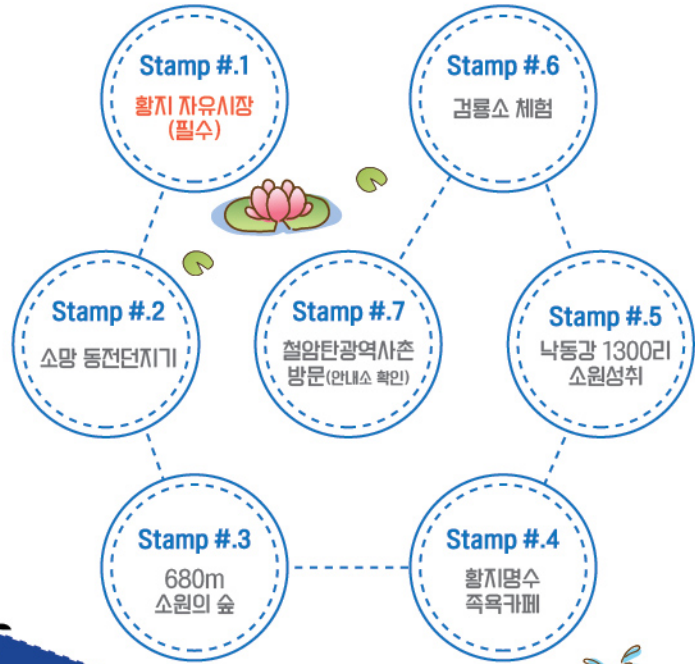 Stamp #.1
황지 자유시장
(필수)
Stamp #.6
검룡소 체험
Stamp #.2
소망 동전던지기
Stamp #.7
철암탄광역사촌
방문(안내소 확인)
Stamp #.5
낙동강 1300리
소원성취
Stamp #.3
680m
소원의 숲
Stamp #.4
황지명수
족욕카페